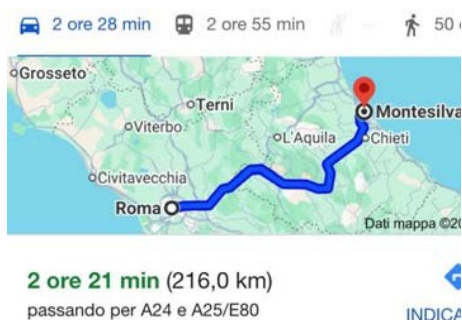 2 ore 28 min 2 ore 55 min — 50
Grosseto
Terni
Montesilva
Viterbo
L'Aquila
Chieti
Civitavecchia
Roma
Dati mappa ©20
2 ore 21 min (216,0 km)
passando per A24 e A25/E80
INDICA